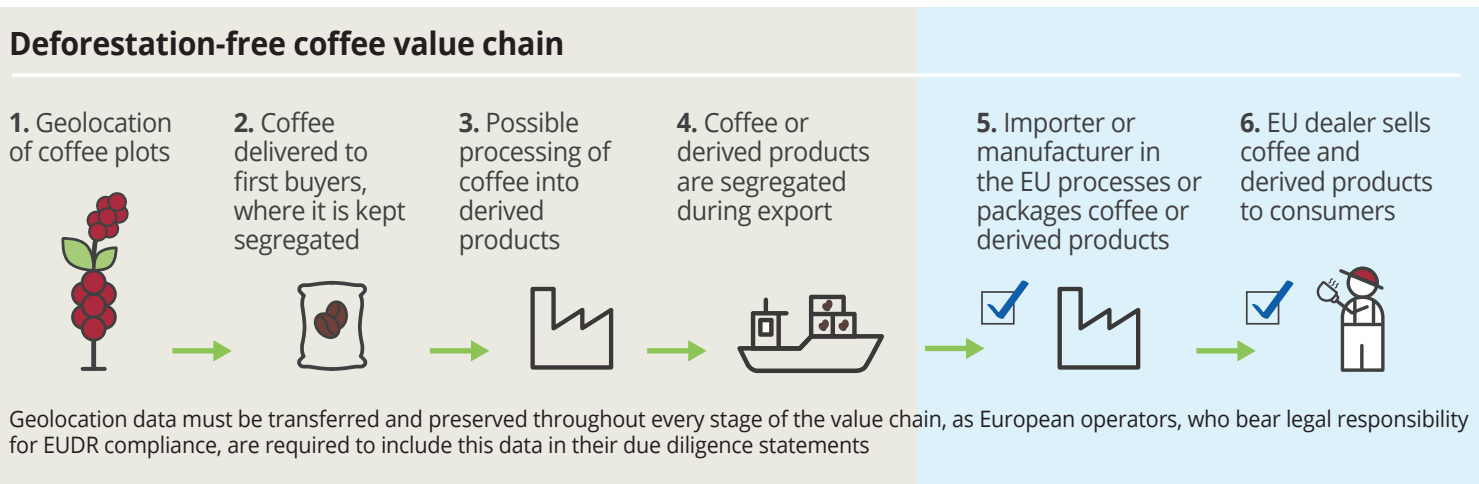 Deforestation-free coffee value chain
1. Geolocation
of coffee plots
2. Coffee
delivered to
first buyers,
where it is kept
segregated
3. Possible
processing of
coffee into
derived
products
4. Coffee or
derived products
are segregated
during export
5. Importer or
manufacturer in
the EU processes or
packages coffee or
derived products
6. EU dealer sells
coffee and
derived products
to consumers
Geolocation data must be transferred and preserved throughout every stage of the value chain, as European operators, who bear legal responsibility
for EUDR compliance, are required to include this data in their due diligence statements